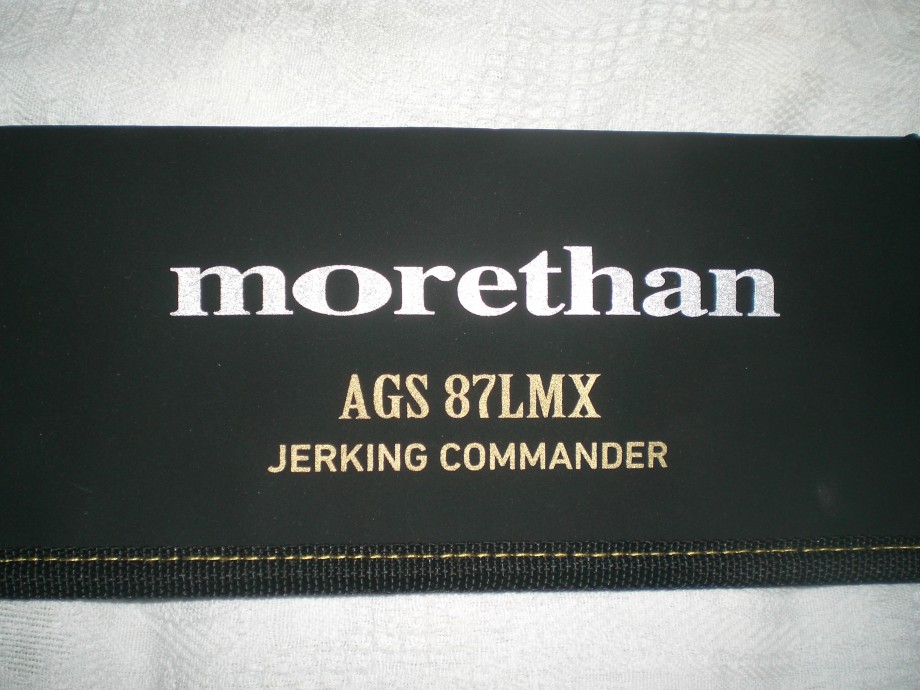 morethan
AGS 87LMX
JERKING COMMANDER